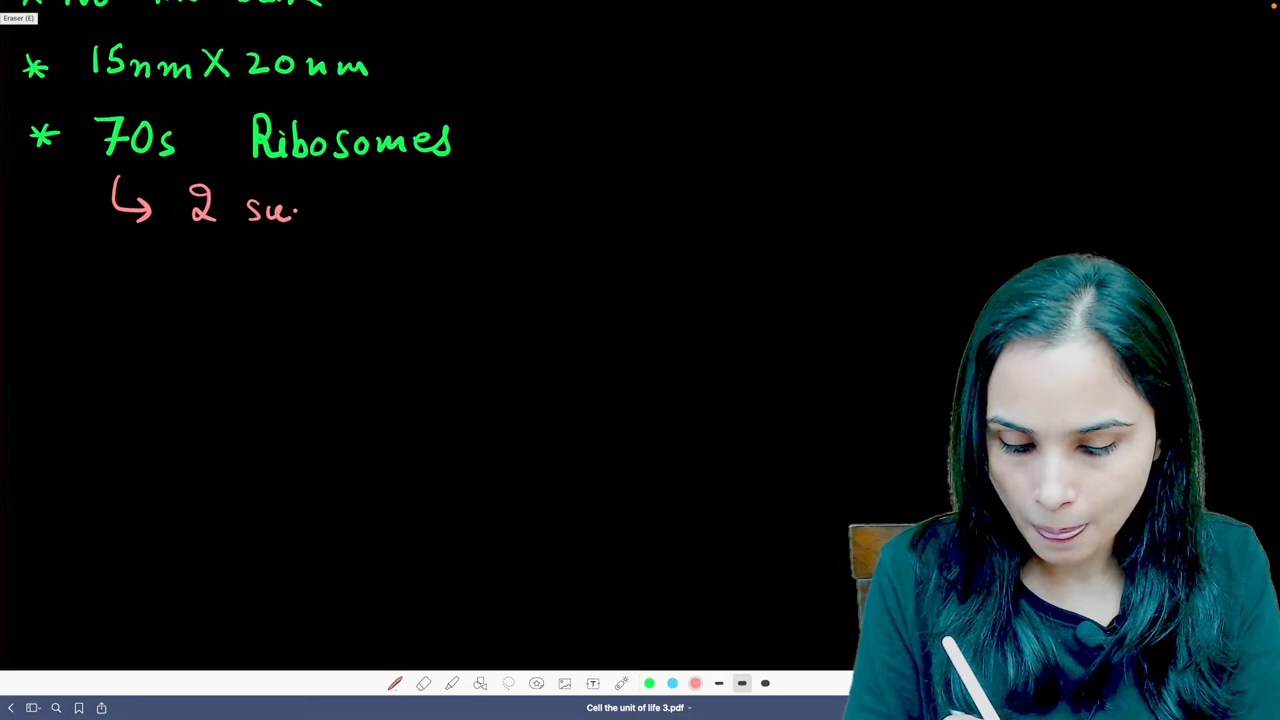 Eraser (E)
* 15nm X 20nm
* 70s Ribosomes
↳ 2 su
Cell the unit of life 3.pdf